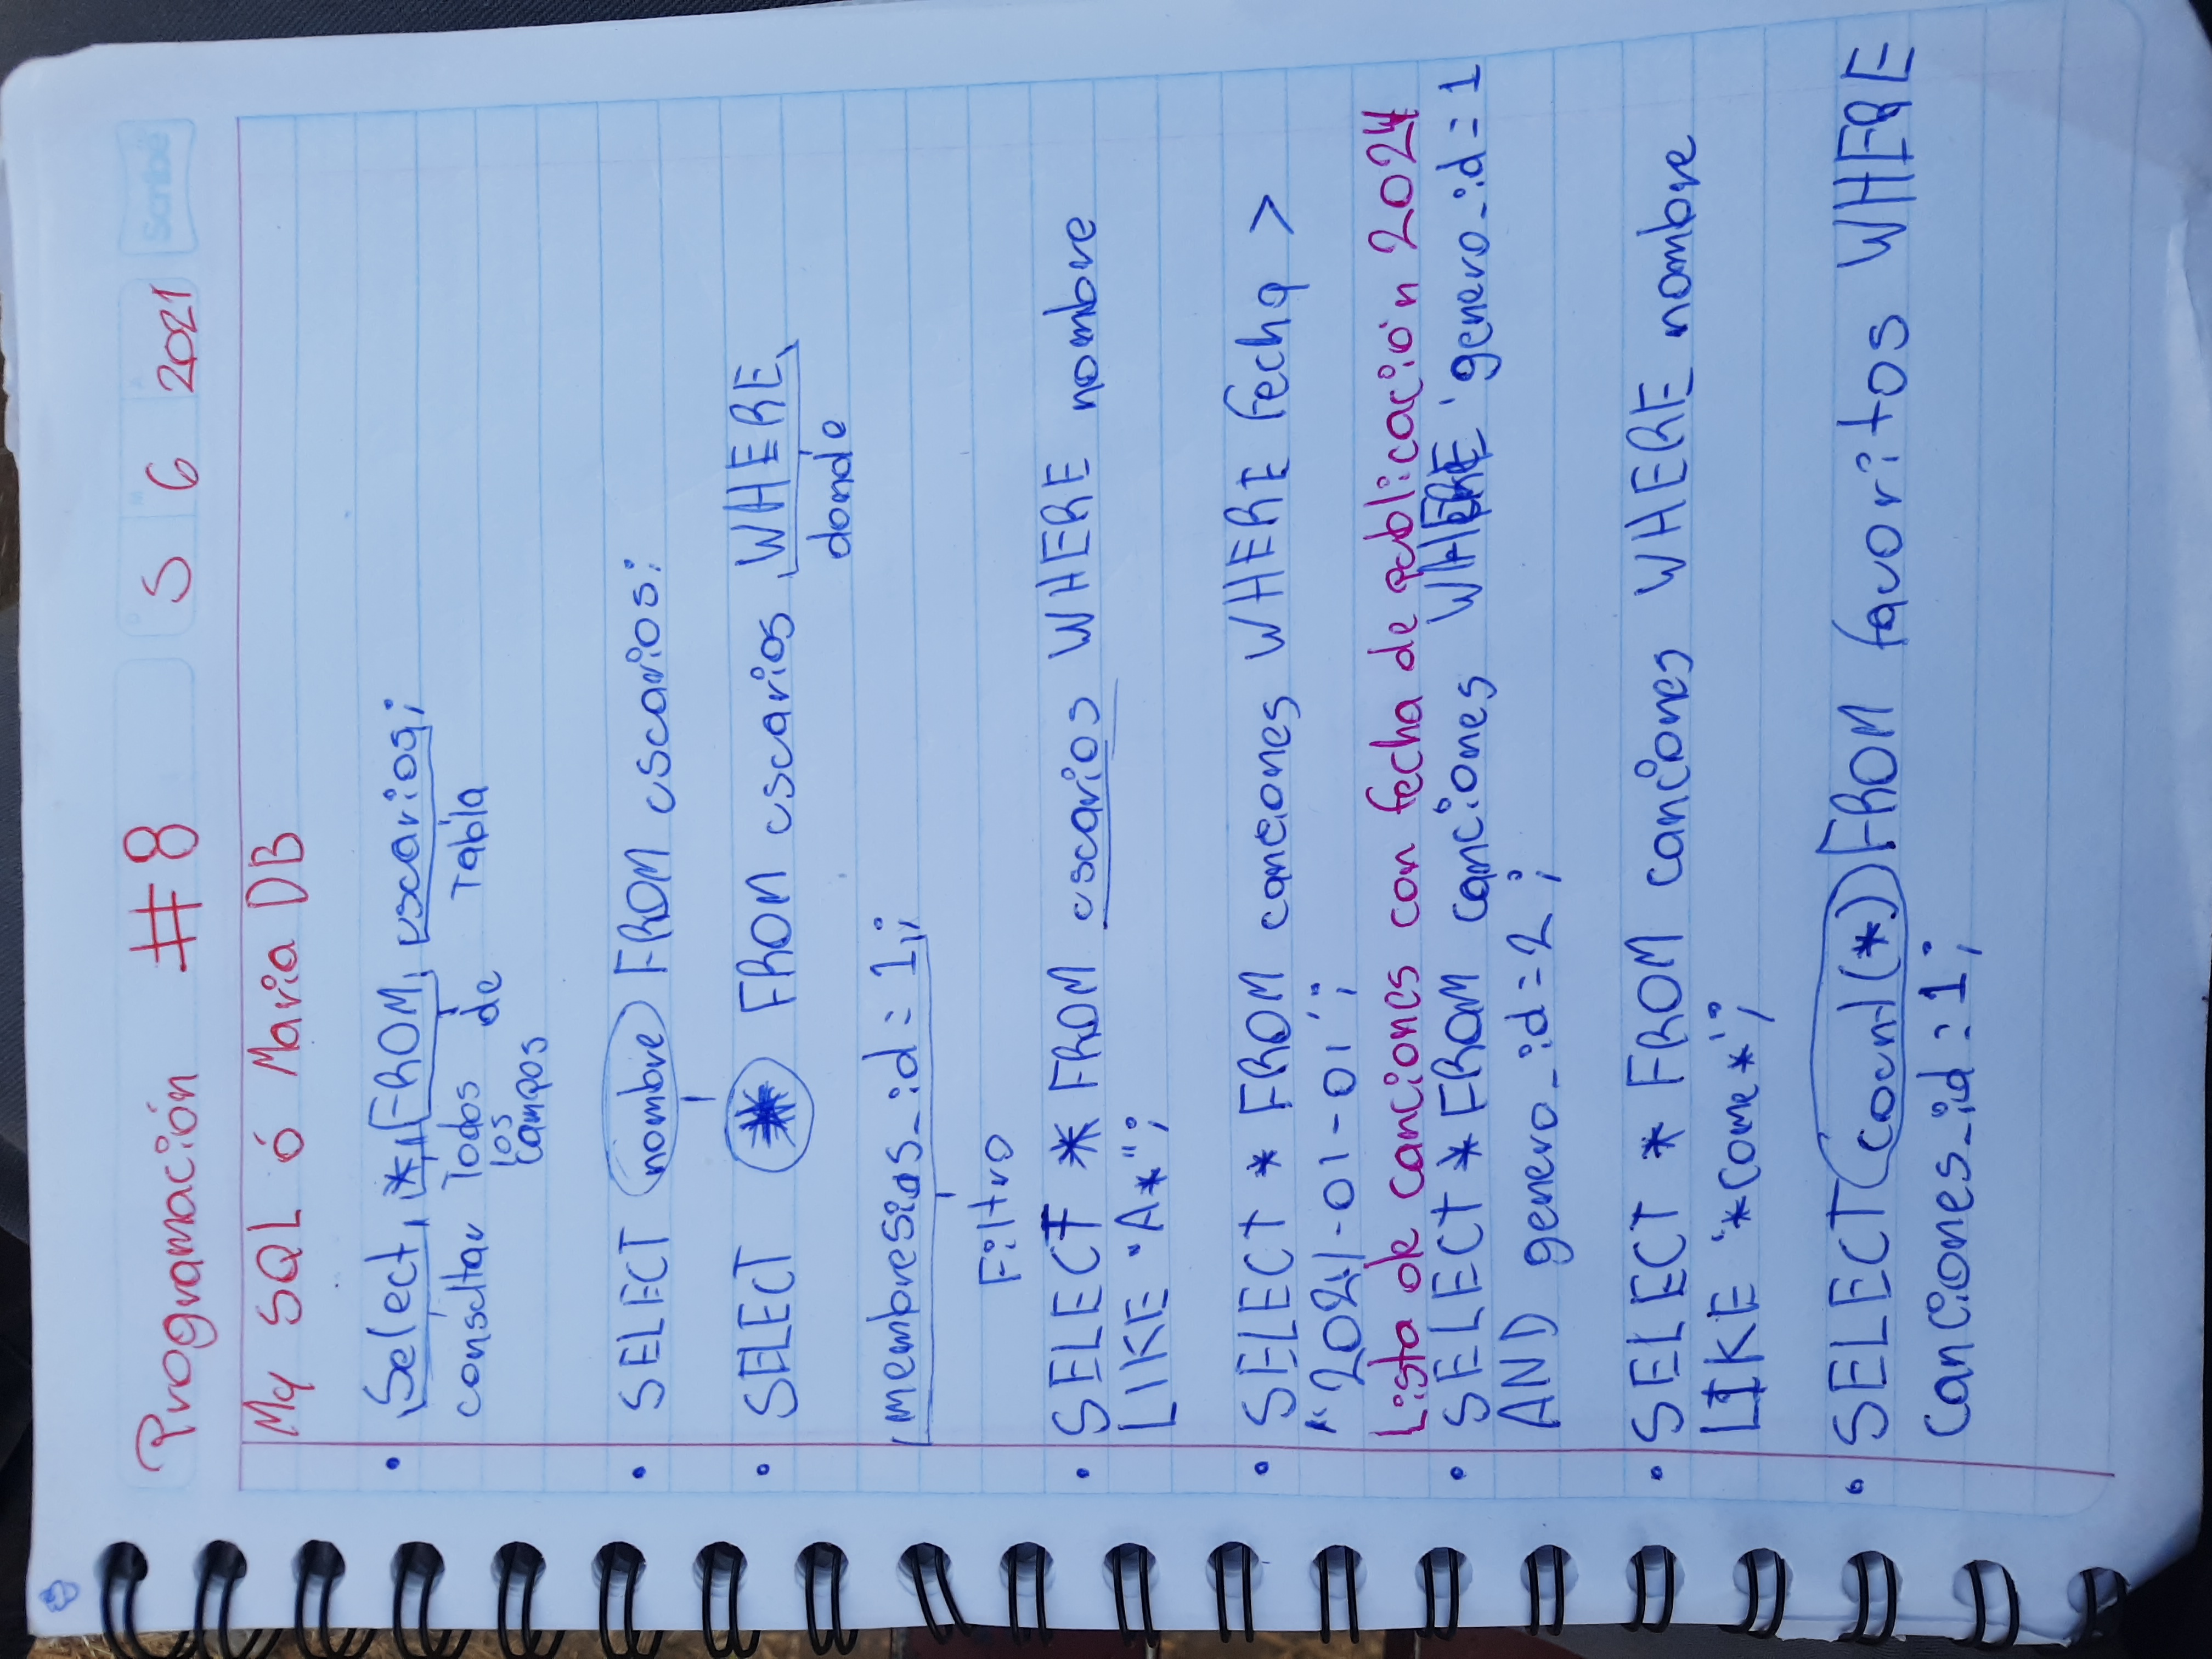 Programación #8 5 6 2021
Scribe
My SQL ó Maria DB
• Select * FROM usuarios;
consultar Todos de Tabla
los
campos
• SELECT nombre FROM usuarios;
• SELECT * FROM usuarios WHERE
donde
membresias_id = 1;
Filtro
• SELECT * FROM usuarios WHERE nombre
LIKE "A*";
• SELECT * FROM canciones WHERE fecha >
"2021-01-01";
Lista de canciones con fecha de publicación 2021
• SELECT * FROM canciones WHERE genero_id = 1
AND genero_id = 2;
• SELECT * FROM canciones WHERE nombre
LIKE '*come*';
• SELECT count(*) FROM favoritos WHERE
canciones_id = 1;